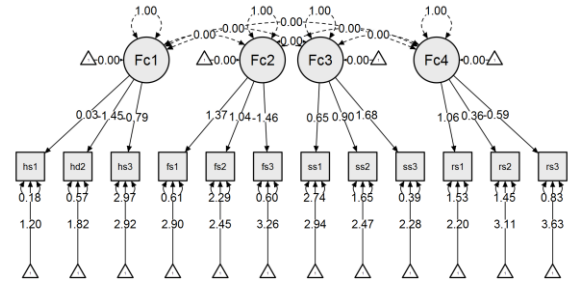 1.00 1.00 1.00 1.00
0.00
-0.00 -0.00 -0.00 -0.00
0.00 Fc1 0.00 Fc2 Fc3 0.00 Fc4 0.00
0.03 -1.45 -0.79 1.37 1.04 -1.46 0.65 0.90 1.68 1.06 0.36 -0.59
hs1 hd2 hs3 fs1 fs2 fs3 ss1 ss2 ss3 rs1 rs2 rs3
0.18 0.57 2.97 0.61 2.29 0.60 2.74 1.65 0.39 1.53 1.45 0.83
1.20 1.82 2.92 2.90 2.45 3.26 2.94 2.47 2.28 2.20 3.11 3.63